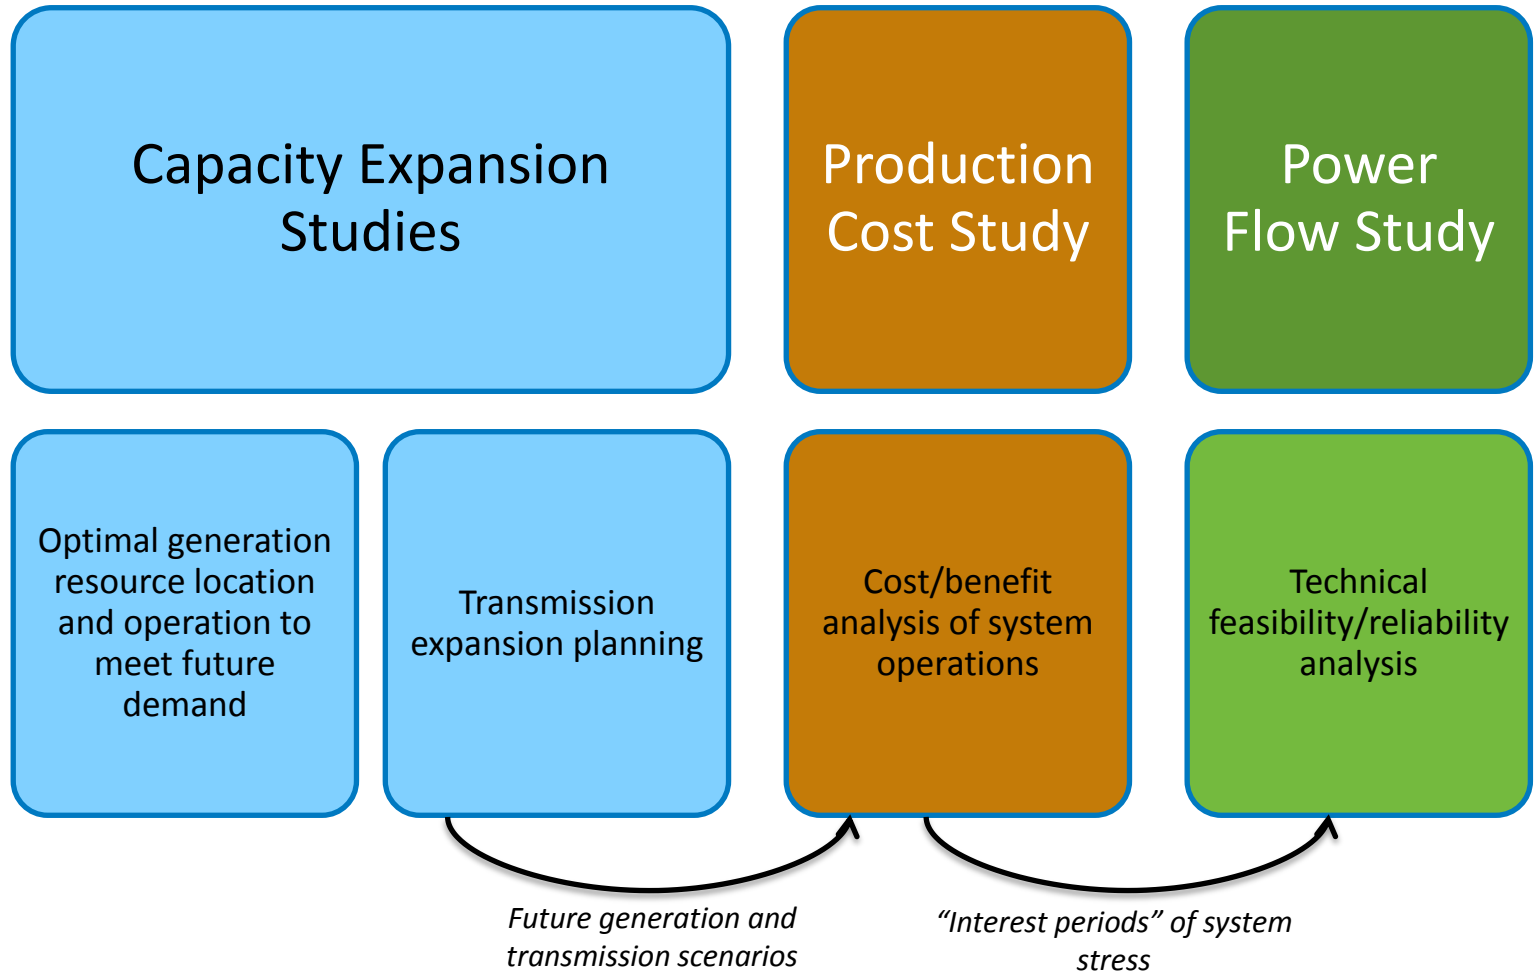 Capacity Expansion
Studies
Production
Cost Study
Power
Flow Study
Optimal generation
resource location
and operation to
meet future
demand
Transmission
expansion planning
Cost/benefit
analysis of system
operations
Technical
feasibility/reliability
analysis
Future generation and
transmission scenarios
“Interest periods” of system
stress